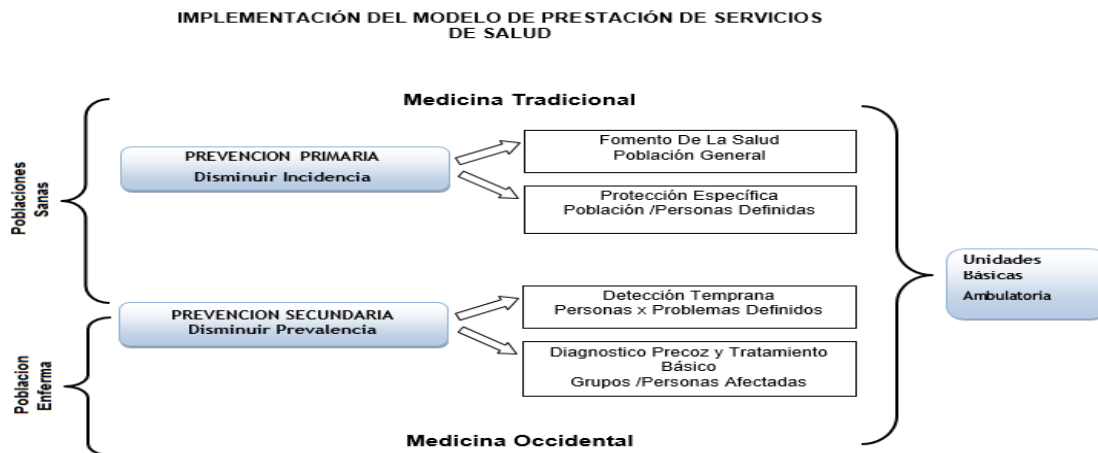 IMPLEMENTACIÓN DEL MODELO DE PRESTACIÓN DE SERVICIOS
DE SALUD
Medicina Tradicional
Poblaciones
Sanas
PREVENCION PRIMARIA
Disminuir Incidencia
Fomento De La Salud
Población General
Protección Específica
Población /Personas Definidas
Unidades
Básicas
Ambulatoria
Poblacion
Enferma
PREVENCION SECUNDARIA
Disminuir Prevalencia
Detección Temprana
Personas x Problemas Definidos
Diagnostico Precoz y Tratamiento
Básico
Grupos /Personas Afectadas
Medicina Occidental